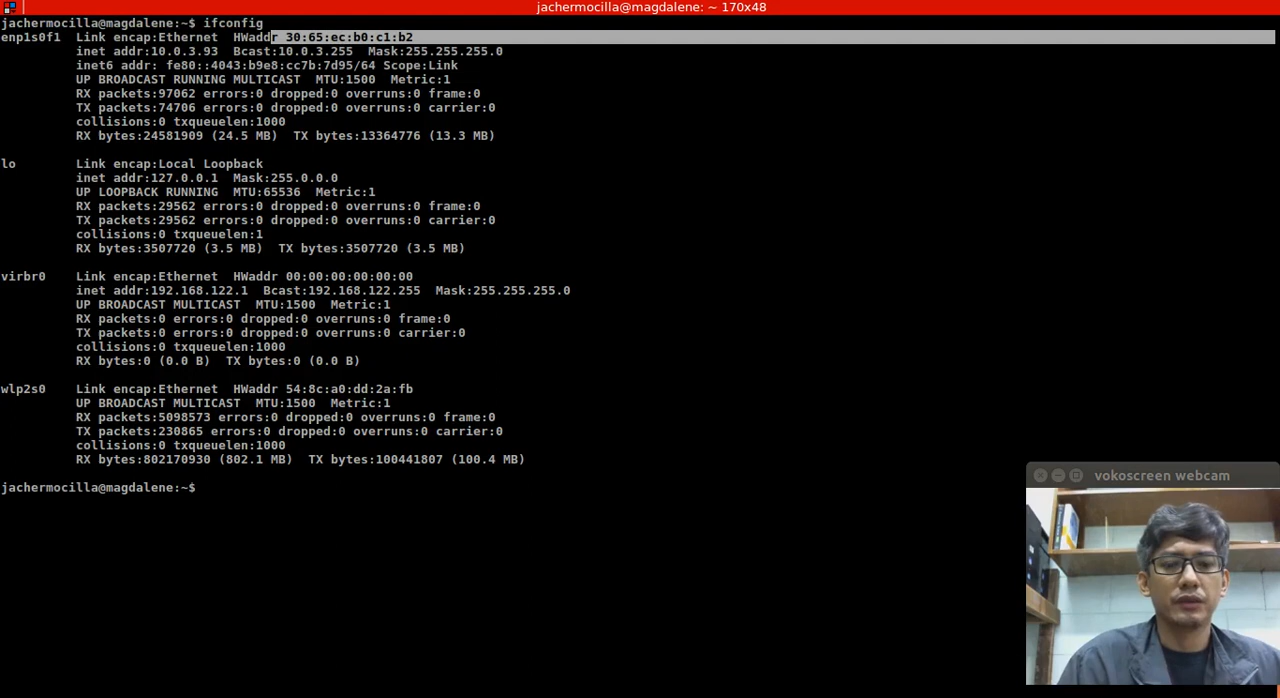 jachermocilla@magdalene: ~ 170x48
jachermocilla@magdalene:~$ ifconfig
enp1s0f1  Link encap:Ethernet  HWaddr 30:65:ec:b0:c1:b2
          inet addr:10.0.3.93  Bcast:10.0.3.255  Mask:255.255.255.0
          inet6 addr: fe80::4043:b9e8:cc7b:7d95/64 Scope:Link
          UP BROADCAST RUNNING MULTICAST  MTU:1500  Metric:1
          RX packets:97062 errors:0 dropped:0 overruns:0 frame:0
          TX packets:74706 errors:0 dropped:0 overruns:0 carrier:0
          collisions:0 txqueuelen:1000
          RX bytes:24581909 (24.5 MB)  TX bytes:13364776 (13.3 MB)
lo        Link encap:Local Loopback
          inet addr:127.0.0.1  Mask:255.0.0.0
          UP LOOPBACK RUNNING  MTU:65536  Metric:1
          RX packets:29562 errors:0 dropped:0 overruns:0 frame:0
          TX packets:29562 errors:0 dropped:0 overruns:0 carrier:0
          collisions:0 txqueuelen:1
          RX bytes:3507720 (3.5 MB)  TX bytes:3507720 (3.5 MB)
virbr0    Link encap:Ethernet  HWaddr 00:00:00:00:00:00
          inet addr:192.168.122.1  Bcast:192.168.122.255  Mask:255.255.255.0
          UP BROADCAST MULTICAST  MTU:1500  Metric:1
          RX packets:0 errors:0 dropped:0 overruns:0 frame:0
          TX packets:0 errors:0 dropped:0 overruns:0 carrier:0
          collisions:0 txqueuelen:1000
          RX bytes:0 (0.0 B)  TX bytes:0 (0.0 B)
wlp2s0    Link encap:Ethernet  HWaddr 54:8c:a0:dd:2a:fb
          UP BROADCAST MULTICAST  MTU:1500  Metric:1
          RX packets:5098573 errors:0 dropped:0 overruns:0 frame:0
          TX packets:230865 errors:0 dropped:0 overruns:0 carrier:0
          collisions:0 txqueuelen:1000
          RX bytes:802170930 (802.1 MB)  TX bytes:100441807 (100.4 MB)
jachermocilla@magdalene:~$
vokoscreen webcam